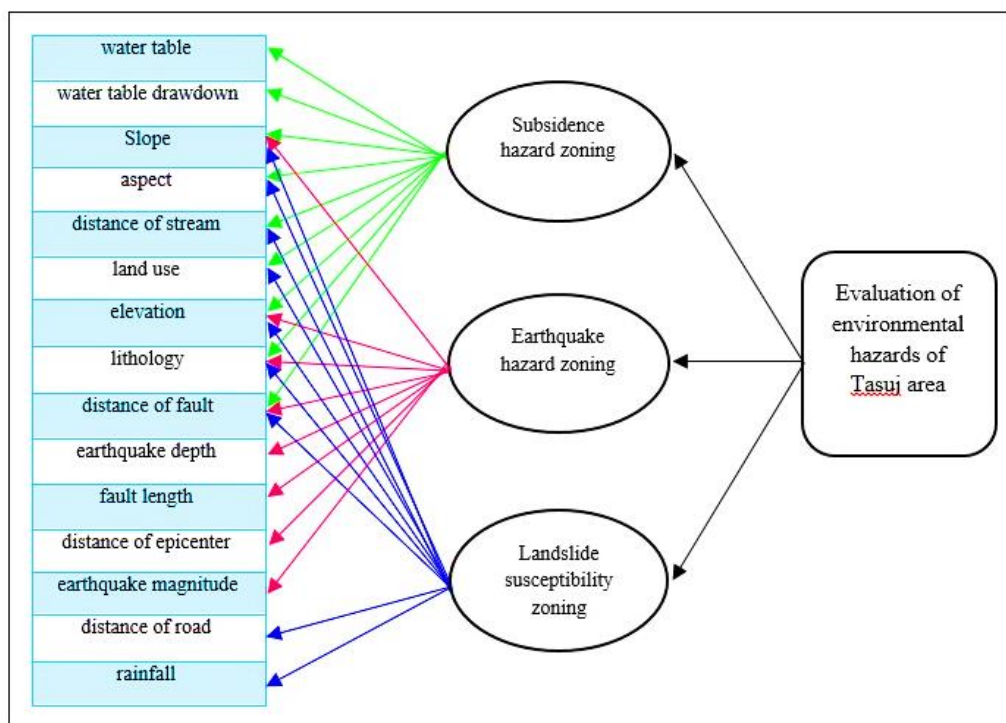 water table
water table drawdown
Slope
aspect
distance of stream
land use
elevation
lithology
distance of fault
earthquake depth
fault length
distance of epicenter
earthquake magnitude
distance of road
rainfall
Subsidence
hazard zoning
Earthquake
hazard zoning
Landslide
susceptibility
zoning
Evaluation of
environmental
hazards of
Tasuj area